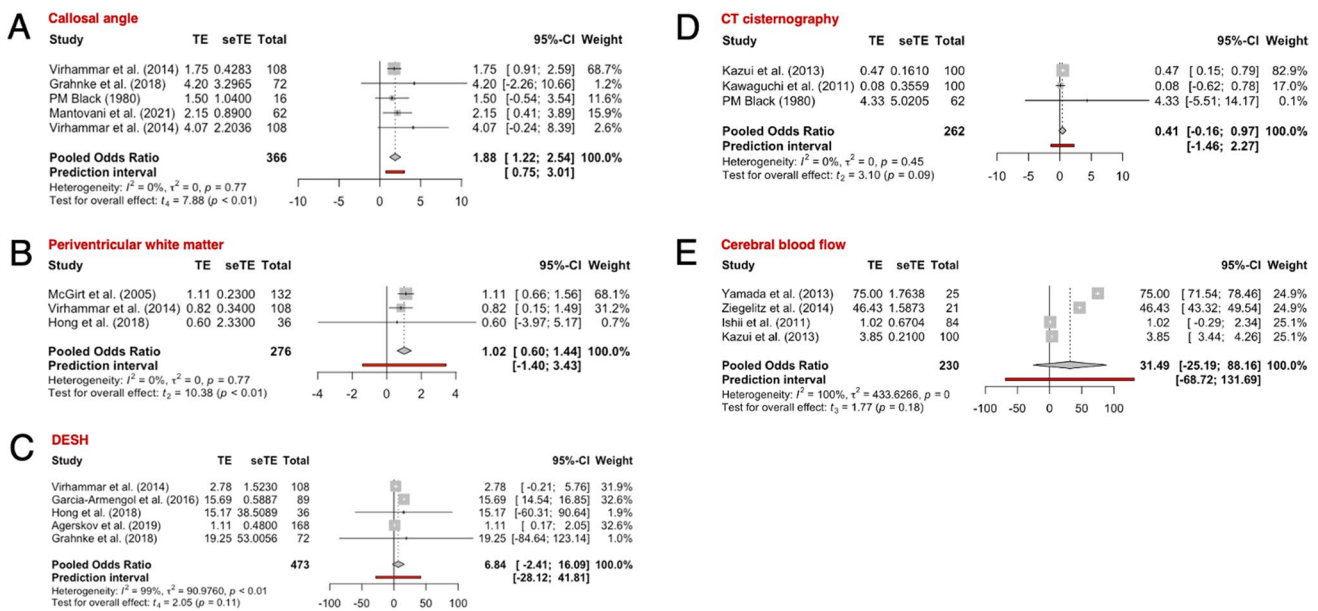 A
Callosal angle
Study TE seTE Total 95%-CI Weight
Virhammar et al. (2014) 1.75 0.4283 108 1.75 [ 0.91; 2.59] 68.7%
Grahnke et al. (2018) 4.20 3.2965 72 4.20 [-2.26; 10.66] 1.2%
PM Black (1980) 1.50 1.0400 16 1.50 [-0.54; 3.54] 11.6%
Mantovani et al. (2021) 2.15 0.8900 62 2.15 [ 0.41; 3.89] 15.9%
Virhammar et al. (2014) 4.07 2.2036 108 4.07 [-0.24; 8.39] 2.6%
Pooled Odds Ratio 366 1.88 [ 1.22; 2.54] 100.0%
Prediction interval [ 0.75; 3.01]
Heterogeneity: I² = 0%, τ² = 0, p = 0.77
Test for overall effect: t₄ = 7.88 (p < 0.01)
-10 -5 0 5 10
B
Periventricular white matter
Study TE seTE Total 95%-CI Weight
McGirt et al. (2005) 1.11 0.2300 132 1.11 [ 0.66; 1.56] 68.1%
Virhammar et al. (2014) 0.82 0.3400 108 0.82 [ 0.15; 1.49] 31.2%
Hong et al. (2018) 0.60 2.3300 36 0.60 [-3.97; 5.17] 0.7%
Pooled Odds Ratio 276 1.02 [ 0.60; 1.44] 100.0%
Prediction interval [-1.40; 3.43]
Heterogeneity: I² = 0%, τ² = 0, p = 0.77
Test for overall effect: t₂ = 10.38 (p < 0.01)
-4 -2 0 2 4
C
DESH
Study TE seTE Total 95%-CI Weight
Virhammar et al. (2014) 2.78 1.5230 108 2.78 [ -0.21; 5.76] 31.9%
Garcia-Armengol et al. (2016) 15.69 0.5887 89 15.69 [ 14.54; 16.85] 32.6%
Hong et al. (2018) 15.17 38.5089 36 15.17 [-60.31; 90.64] 1.9%
Agerskov et al. (2019) 1.11 0.4800 168 1.11 [ 0.17; 2.05] 32.6%
Grahnke et al. (2018) 19.25 53.0056 72 19.25 [-84.64; 123.14] 1.0%
Pooled Odds Ratio 473 6.84 [ -2.41; 16.09] 100.0%
Prediction interval [-28.12; 41.81]
Heterogeneity: I² = 99%, τ² = 90.9760, p < 0.01
Test for overall effect: t₄ = 2.05 (p = 0.11)
-100 -50 0 50 100
D
CT cisternography
Study TE seTE Total 95%-CI Weight
Kazui et al. (2013) 0.47 0.1610 100 0.47 [ 0.15; 0.79] 82.9%
Kawaguchi et al. (2011) 0.08 0.3559 100 0.08 [-0.62; 0.78] 17.0%
PM Black (1980) 4.33 5.0205 62 4.33 [-5.51; 14.17] 0.1%
Pooled Odds Ratio 262 0.41 [-0.16; 0.97] 100.0%
Prediction interval [-1.46; 2.27]
Heterogeneity: I² = 0%, τ² = 0, p = 0.45
Test for overall effect: t₂ = 3.10 (p = 0.09)
-10 -5 0 5 10
E
Cerebral blood flow
Study TE seTE Total 95%-CI Weight
Yamada et al. (2013) 75.00 1.7638 25 75.00 [ 71.54; 78.46] 24.9%
Ziegelitz et al. (2014) 46.43 1.5873 21 46.43 [ 43.32; 49.54] 24.9%
Ishii et al. (2011) 1.02 0.6704 84 1.02 [ -0.29; 2.34] 25.1%
Kazui et al. (2013) 3.85 0.2100 100 3.85 [ 3.44; 4.26] 25.1%
Pooled Odds Ratio 230 31.49 [-25.19; 88.16] 100.0%
Prediction interval [-68.72; 131.69]
Heterogeneity: I² = 100%, τ² = 433.6266, p = 0
Test for overall effect: t₃ = 1.77 (p = 0.18)
-100 -50 0 50 100